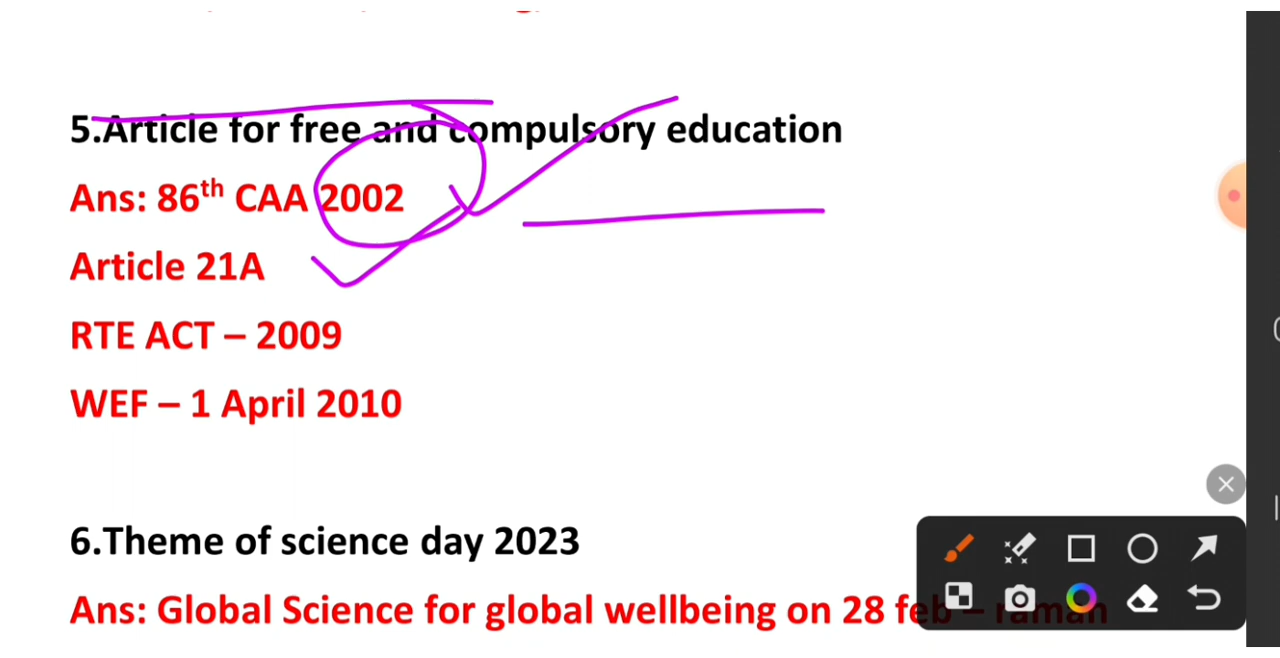 5.Article for free and compulsory education
Ans: 86th CAA 2002
Article 21A
RTE ACT – 2009
WEF – 1 April 2010
6.Theme of science day 2023
Ans: Global Science for global wellbeing on 28 feb – raman